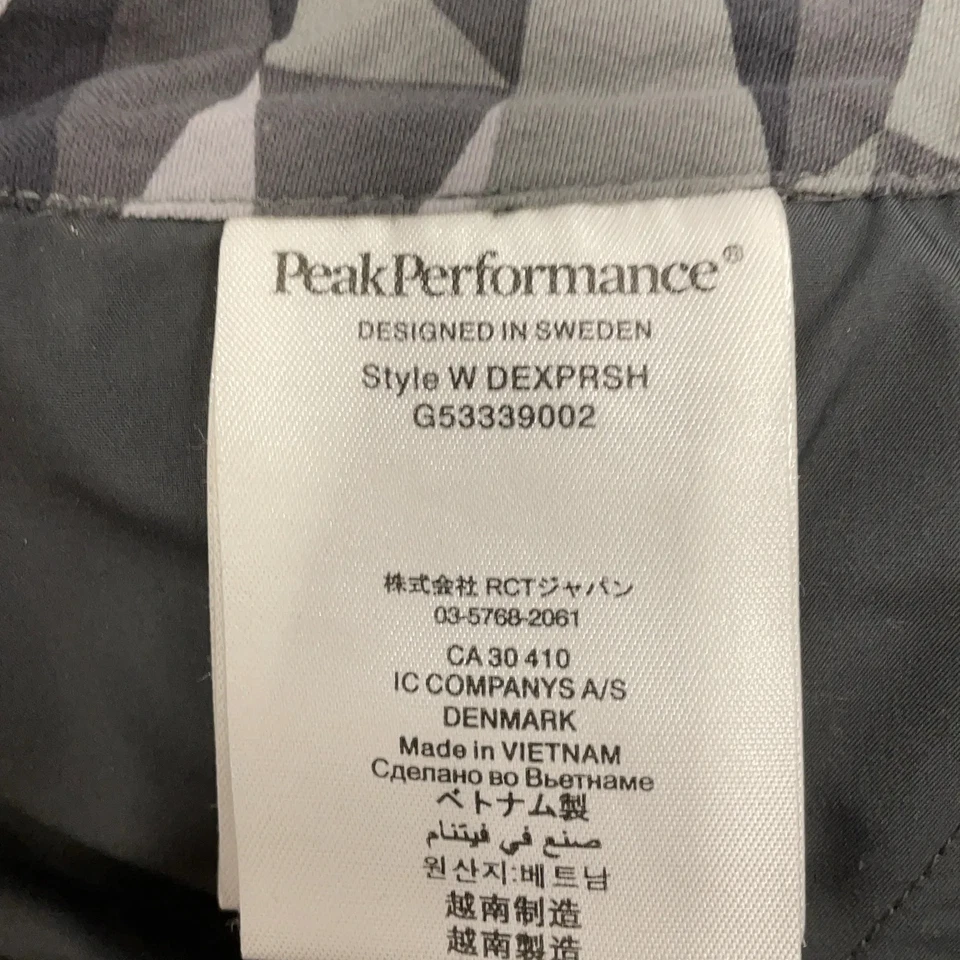 PeakPerformance®
DESIGNED IN SWEDEN
Style W DEXPRSH
G53339002
株式会社 RCTジャパン
03-5768-2061
CA 30 410
IC COMPANYS A/S
DENMARK
Made in VIETNAM
Сделано во Вьетнаме
ベトナム製
صنع في فيتنام
원산지:베트남
越南制造
越南製造